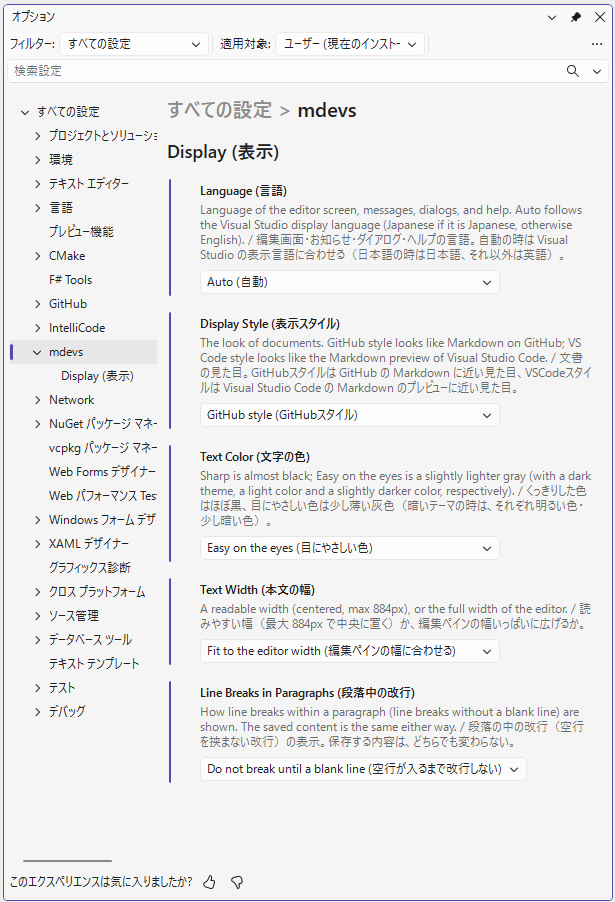 オプション
フィルター: すべての設定 適用対象: ユーザー (現在のインスト-
検索設定
すべての設定
プロジェクトとソリューショ
環境
テキスト エディター
言語
プレビュー機能
CMake
F# Tools
GitHub
IntelliCode
mdevs
Display (表示)
Network
NuGet パッケージ マネー
vcpkg パッケージ マネー
Web Forms デザイナー
Web パフォーマンス Tes
Windows フォーム デザ
XAML デザイナー
グラフィックス診断
クロス プラットフォーム
ソース管理
データベース ツール
テキスト テンプレート
テスト
デバッグ
すべての設定 > mdevs
Display (表示)
Language (言語)
Language of the editor screen, messages, dialogs, and help. Auto follows
the Visual Studio display language (Japanese if it is Japanese, otherwise
English). / 編集画面・お知らせ・ダイアログ・ヘルプの言語。自動の時は Visual
Studio の表示言語に合わせる（日本語の時は日本語、それ以外は英語）。
Auto (自動)
Display Style (表示スタイル)
The look of documents. GitHub style looks like Markdown on GitHub; VS
Code style looks like the Markdown preview of Visual Studio Code. / 文書
の見た目。GitHubスタイルは GitHub の Markdown に近い見た目、VSCodeスタイ
ルは Visual Studio Code の Markdown のプレビューに近い見た目。
GitHub style (GitHubスタイル)
Text Color (文字の色)
Sharp is almost black; Easy on the eyes is a slightly lighter gray (with a dark
theme, a light color and a slightly darker color, respectively). / くっきりした色
はほぼ黒、目にやさしい色は少し薄い灰色（暗いテーマの時は、それぞれ明るい色・
少し暗い色）。
Easy on the eyes (目にやさしい色)
Text Width (本文の幅)
A readable width (centered, max 884px), or the full width of the editor. / 読
みやすい幅（最大 884px で中央に置く）か、編集ペインの幅いっぱいに広げるか。
Fit to the editor width (編集ペインの幅に合わせる)
Line Breaks in Paragraphs (段落中の改行)
How line breaks within a paragraph (line breaks without a blank line) are
shown. The saved content is the same either way. / 段落の中の改行（空行
を挟まない改行）の表示。保存する内容は、どちらでも変わらない。
Do not break until a blank line (空行が入るまで改行しない)
このエクスペリエンスは気に入りましたか?